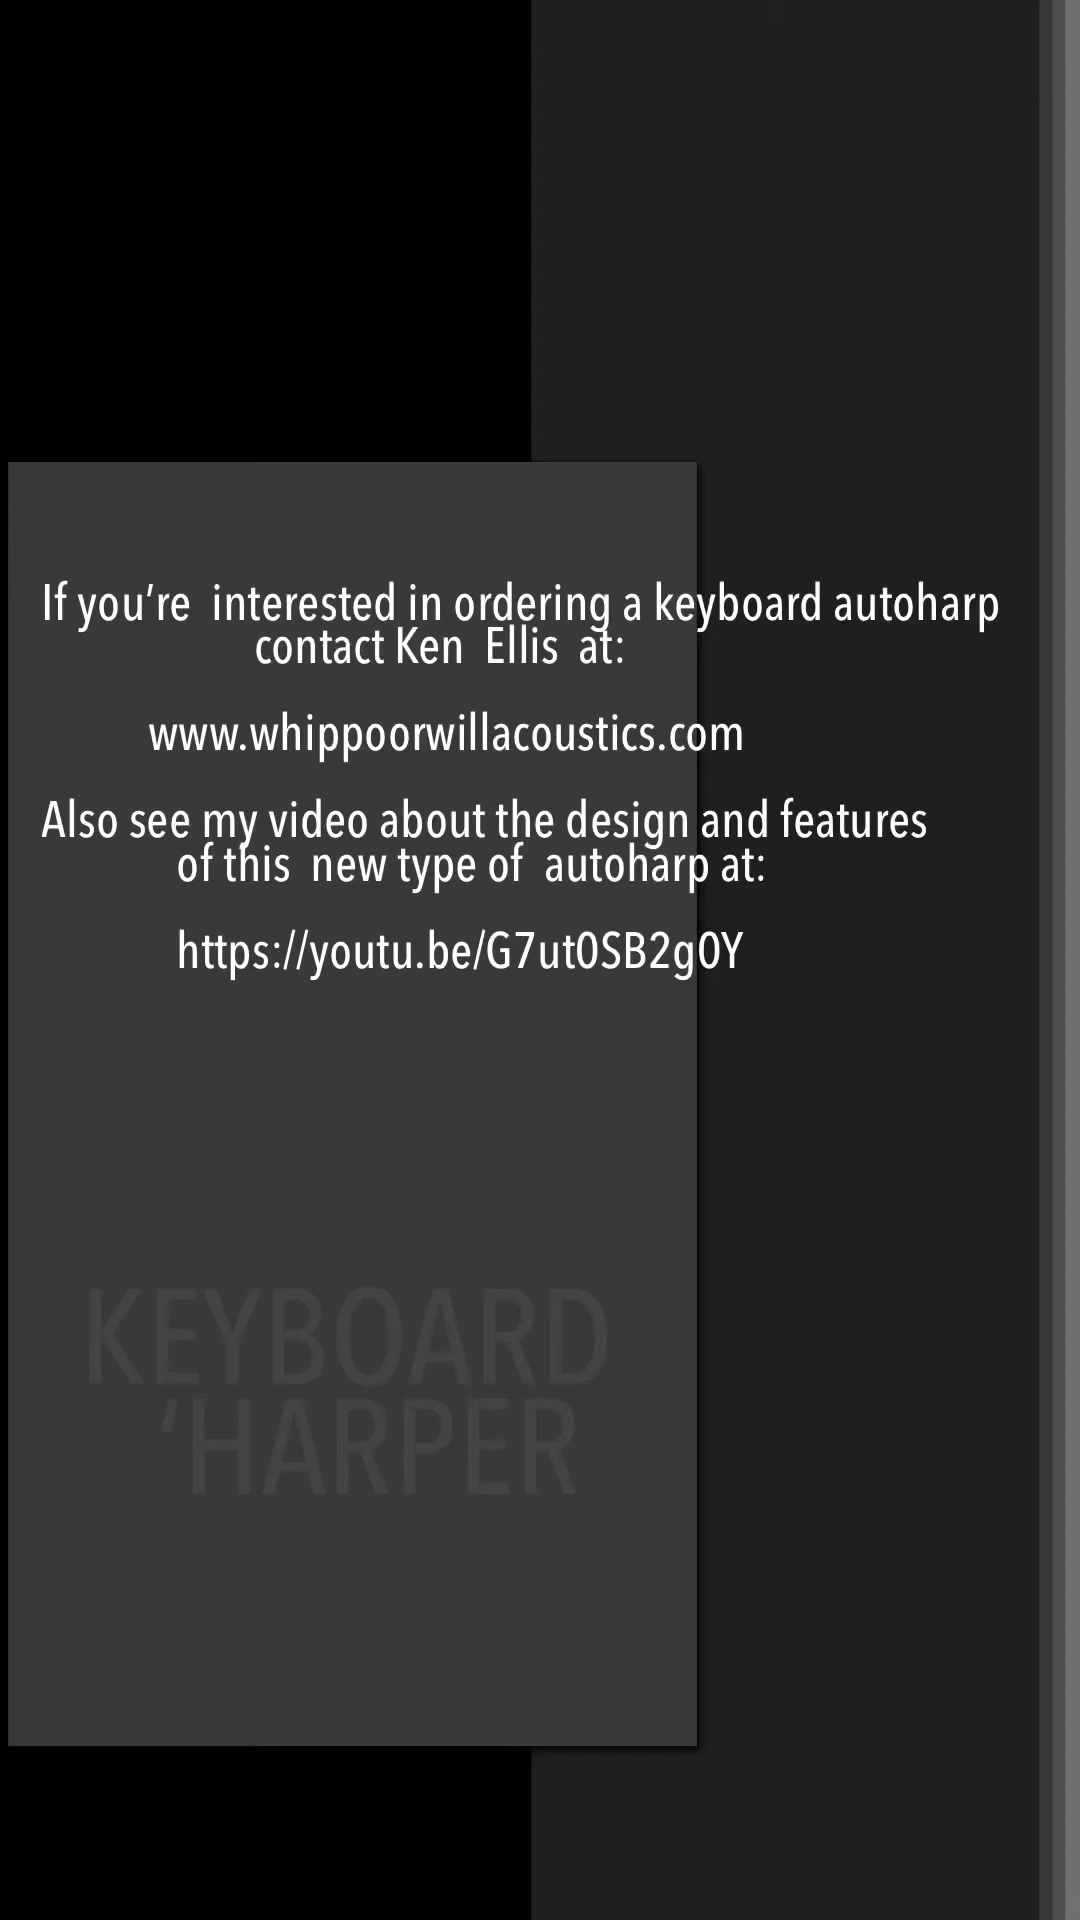 If you’re interested in ordering a keyboard autoharp
contact Ken Ellis at:
www.whippoorwillacoustics.com
Also see my video about the design and features
of this new type of autoharp at:
https://youtu.be/G7ut0SB2g0Y
KEYBOARD
‘HARPER